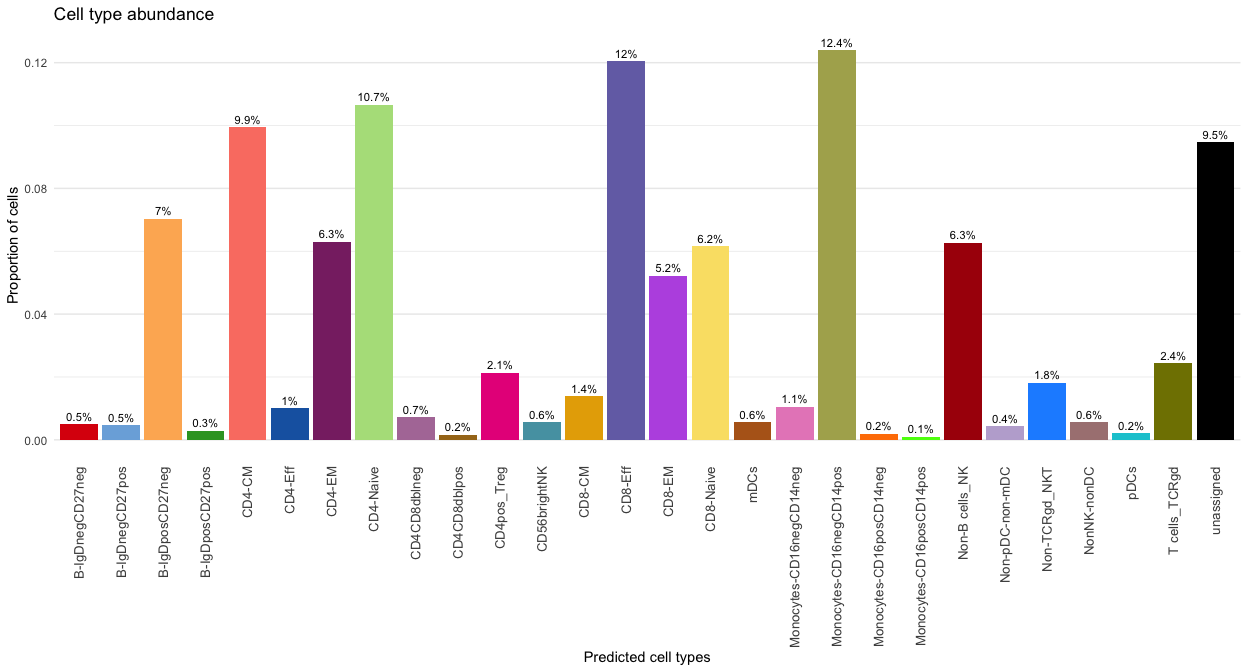 Cell type abundance
Proportion of cells
0.12
0.08
0.04
0.00
0.5%
0.5%
7%
0.3%
9.9%
1%
6.3%
10.7%
0.7%
0.2%
2.1%
0.6%
1.4%
12%
5.2%
6.2%
0.6%
1.1%
12.4%
0.2%
0.1%
6.3%
0.4%
1.8%
0.6%
0.2%
2.4%
9.5%
B-IgDnegCD27neg
B-IgDnegCD27pos
B-IgDposCD27neg
B-IgDposCD27pos
CD4-CM
CD4-Eff
CD4-EM
CD4-Naive
CD4CD8dblneg
CD4CD8dblpos
CD4pos_Treg
CD56brightNK
CD8-CM
CD8-Eff
CD8-EM
CD8-Naive
mDCs
Monocytes-CD16negCD14neg
Monocytes-CD16negCD14pos
Monocytes-CD16posCD14neg
Monocytes-CD16posCD14pos
Non-B cells_NK
Non-pDC-non-mDC
Non-TCRgd_NKT
NonNK-nonDC
pDCs
T cells_TCRgd
unassigned
Predicted cell types